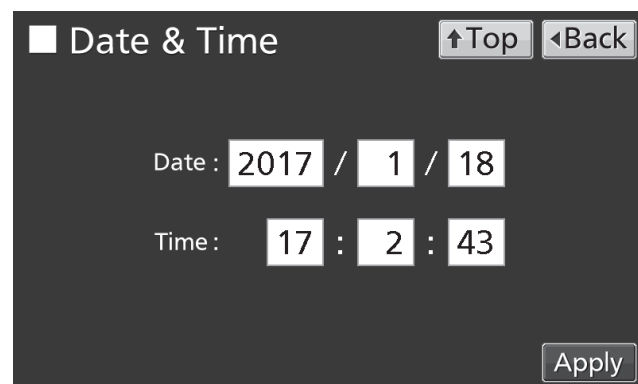 Date & Time
↑Top
◂Back
Date : 2017 / 1 / 18
Time : 17 : 2 : 43
Apply